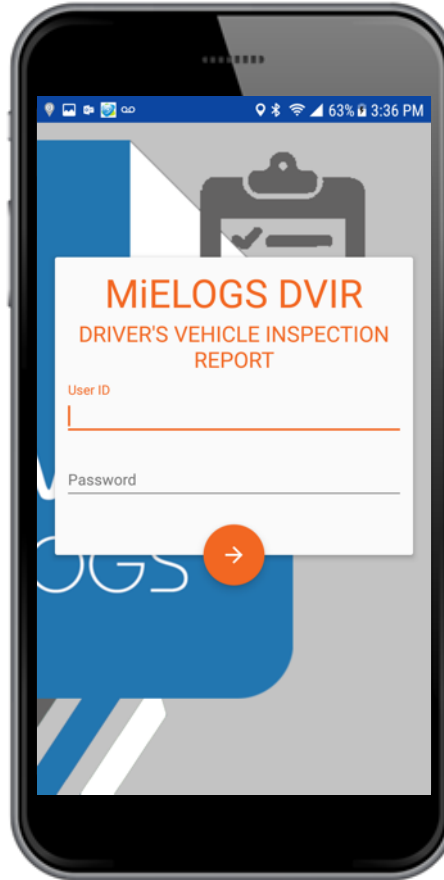 63% 3:36 PM
MiELOGS DVIR
DRIVER'S VEHICLE INSPECTION
REPORT
User ID
Password
OGS